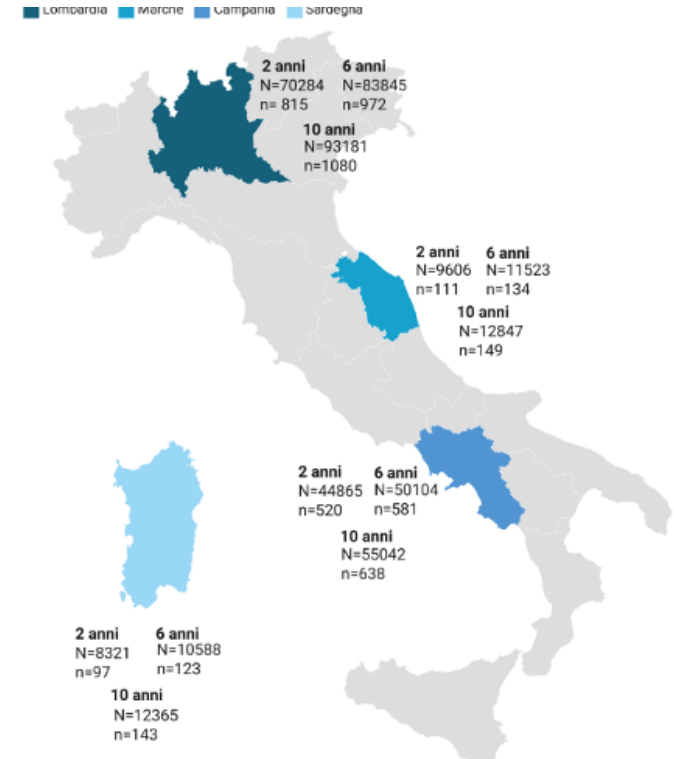 Lombardia Marche Campania Sardegna
2 anni 6 anni
N=70284 N=83845
n= 815 n=972
10 anni
N=93181
n=1080
2 anni 6 anni
N=9606 N=11523
n=111 n=134
10 anni
N=12847
n=149
2 anni 6 anni
N=44865 N=50104
n=520 n=581
10 anni
N=55042
n=638
2 anni 6 anni
N=8321 N=10588
n=97 n=123
10 anni
N=12365
n=143